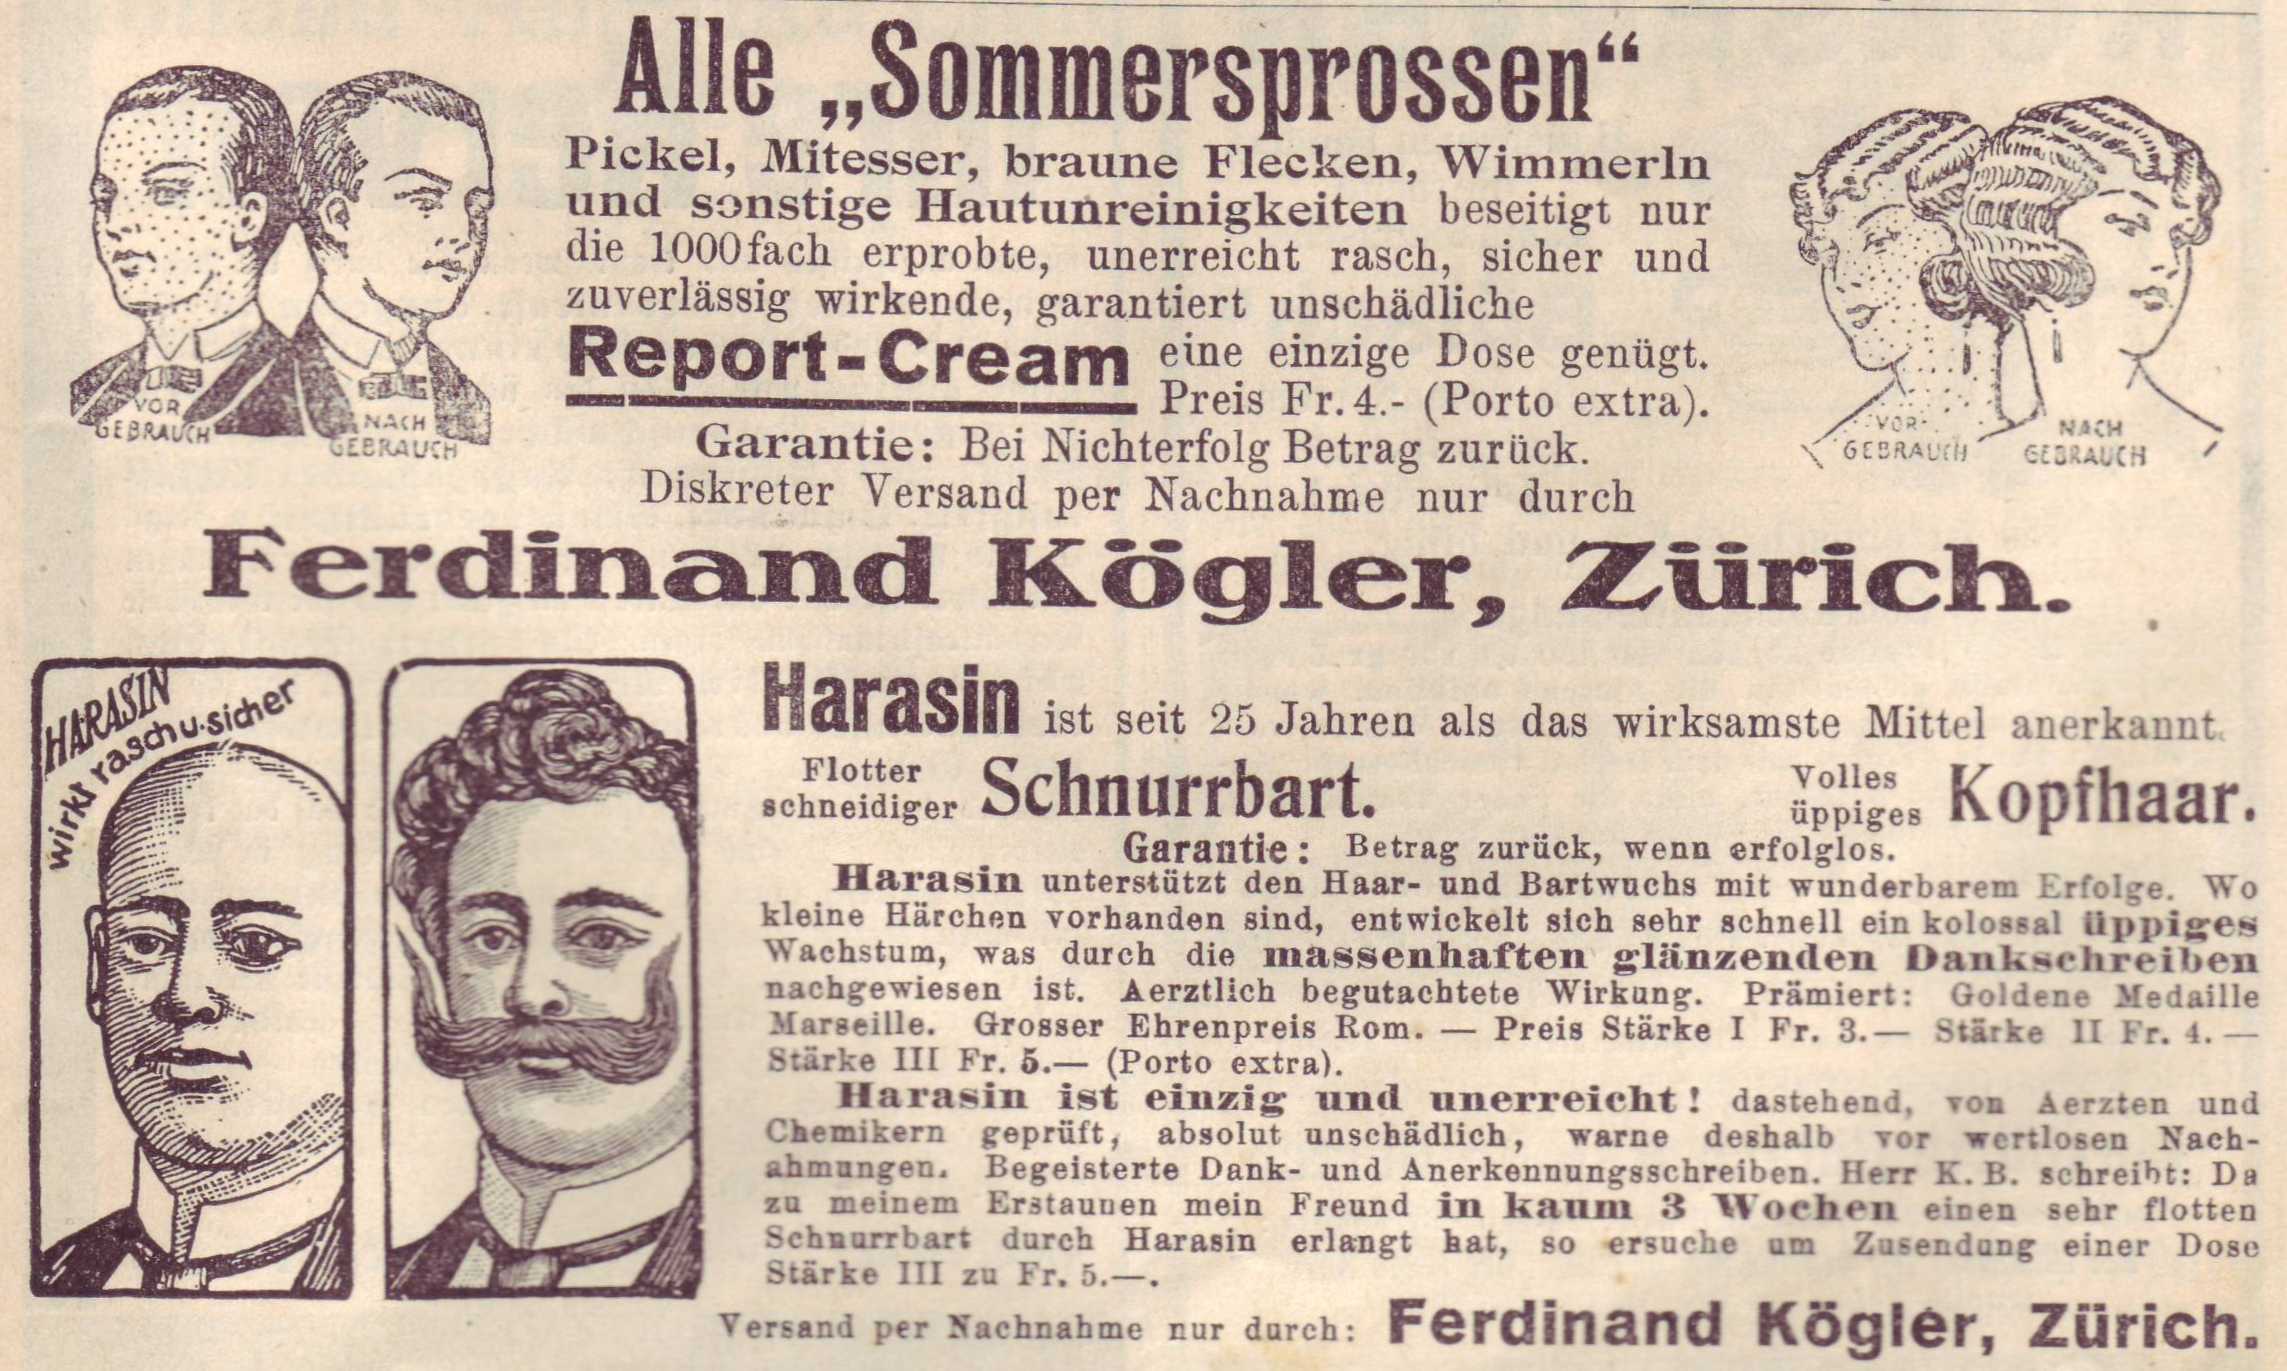 Alle „Sommersprossen“
Pickel, Mitesser, braune Flecken, Wimmerln
und sonstige Hautunreinigkeiten beseitigt nur
die 1000fach erprobte, unerreicht rasch, sicher und
zuverlässig wirkende, garantiert unschädliche
Report-Cream eine einzige Dose genügt.
Preis Fr. 4.- (Porto extra).
Garantie: Bei Nichterfolg Betrag zurück.
Diskreter Versand per Nachnahme nur durch
VOR
GEBRAUCH
NACH
GEBRAUCH
VOR
GEBRAUCH
NACH
GEBRAUCH
Ferdinand Kögler, Zürich.
HARASIN
wirkt rasch u. sicher
Harasin ist seit 25 Jahren als das wirksamste Mittel anerkannt.
Flotter
schneidiger Schnurrbart.
Volles
üppiges Kopfhaar.
Garantie: Betrag zurück, wenn erfolglos.
Harasin unterstützt den Haar- und Bartwuchs mit wunderbarem Erfolge. Wo
kleine Härchen vorhanden sind, entwickelt sich sehr schnell ein kolossal üppiges
Wachstum, was durch die massenhaften glänzenden Dankschreiben
nachgewiesen ist. Aerztlich begutachtete Wirkung. Prämiert: Goldene Medaille
Marseille. Grosser Ehrenpreis Rom. — Preis Stärke I Fr. 3.— Stärke II Fr. 4. —
Stärke III Fr. 5.— (Porto extra).
Harasin ist einzig und unerreicht! dastehend, von Aerzten und
Chemikern geprüft, absolut unschädlich, warne deshalb vor wertlosen Nach-
ahmungen. Begeisterte Dank- und Anerkennungsschreiben. Herr K. B. schreibt: Da
zu meinem Erstaunen mein Freund in kaum 3 Wochen einen sehr flotten
Schnurrbart durch Harasin erlangt hat, so ersuche um Zusendung einer Dose
Stärke III zu Fr. 5.—.
Versand per Nachnahme nur durch: Ferdinand Kögler, Zürich.